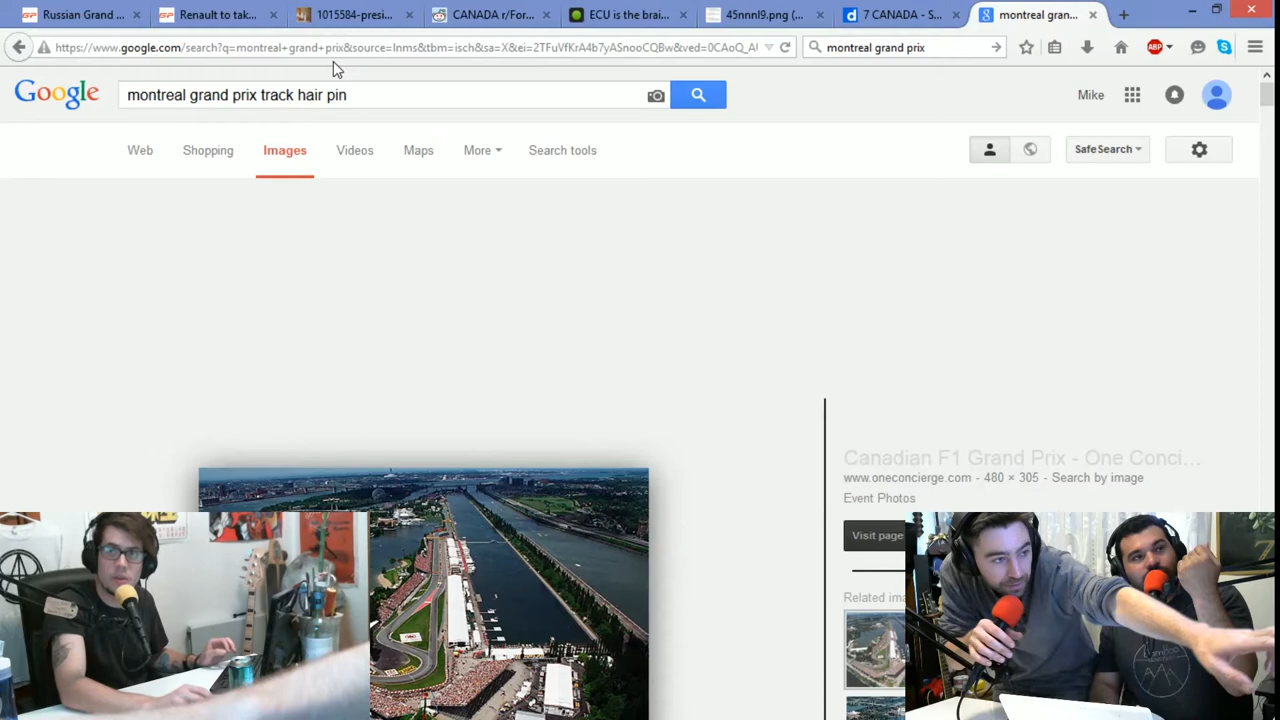 Russian Grand ...
Renault to tak...
1015584-presi...
CANADA r/For...
ECU is the brai...
45nnnl9.png (...
7 CANADA - S...
montreal gran...
https://www.google.com/search?q=montreal+grand+prix&source=lnms&tbm=isch&sa=X&ei=2TFuVfKrA4b7yASnooCQBw&ved=0CAoQ_AU
montreal grand prix
ABP
Google
montreal grand prix track hair pin
Mike
Web
Shopping
Images
Videos
Maps
More
Search tools
SafeSearch
Canadian F1 Grand Prix - One Conci...
www.oneconcierge.com - 480 × 305 - Search by image
Event Photos
Visit page
Related ima